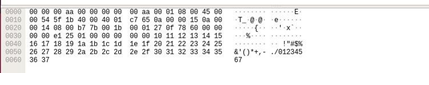 0000 00 00 00 aa 00 00 00 00 00 aa 00 01 08 00 45 00 ········ ······E·
0010 00 54 5f 1b 40 00 40 01 c7 65 0a 00 00 15 0a 00 ·T_·@·@· ·e······
0020 00 14 08 00 b7 7b 00 1b 00 01 27 0f 78 60 00 00 ·····{·· ··'·x`··
0030 00 00 e1 25 01 00 00 00 00 00 10 11 12 13 14 15 ···%···· ········
0040 16 17 18 19 1a 1b 1c 1d 1e 1f 20 21 22 23 24 25 ········ ·· !"#$%
0050 26 27 28 29 2a 2b 2c 2d 2e 2f 30 31 32 33 34 35 &'()*+,- ./012345
0060 36 37 67